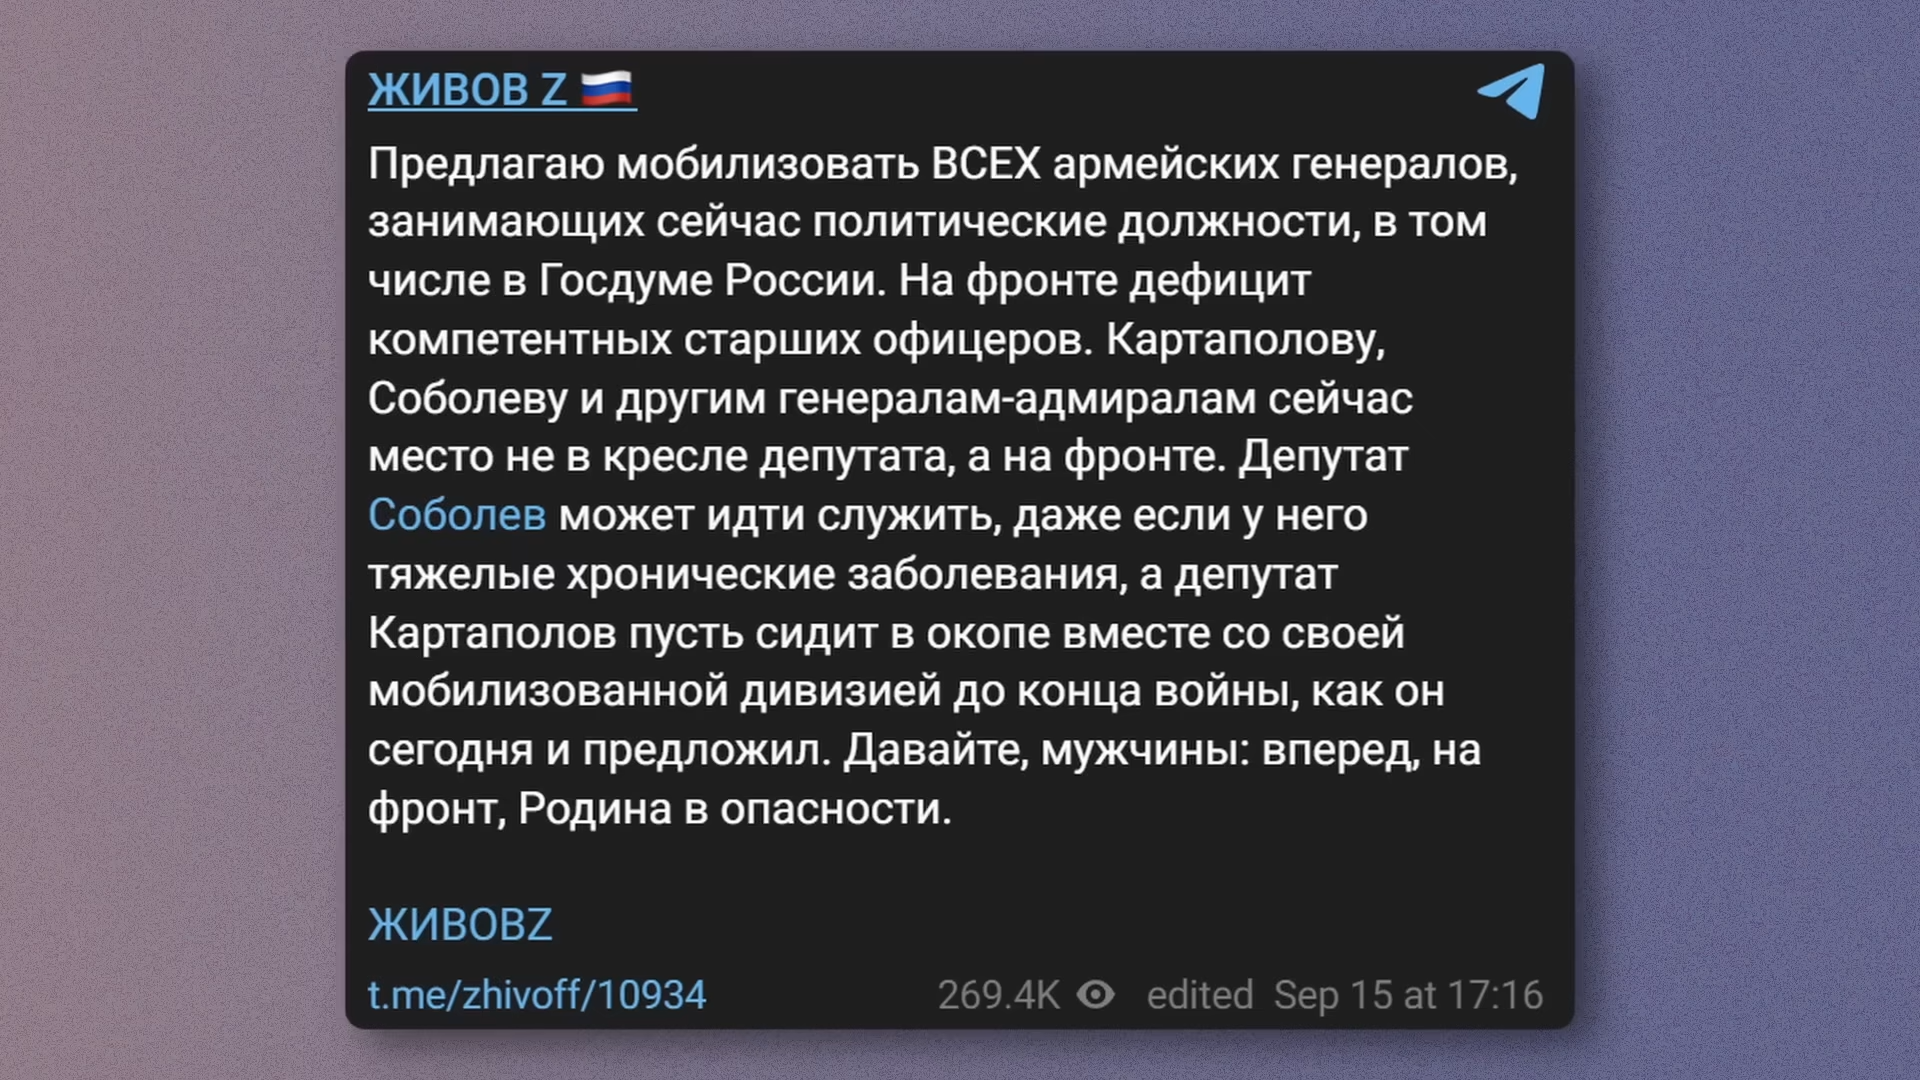 ЖИВОВ Z 🇷🇺
Предлагаю мобилизовать ВСЕХ армейских генералов,
занимающих сейчас политические должности, в том
числе в Госдуме России. На фронте дефицит
компетентных старших офицеров. Картаполову,
Соболеву и другим генералам-адмиралам сейчас
место не в кресле депутата, а на фронте. Депутат
Соболев может идти служить, даже если у него
тяжелые хронические заболевания, а депутат
Картаполов пусть сидит в окопе вместе со своей
мобилизованной дивизией до конца войны, как он
сегодня и предложил. Давайте, мужчины: вперед, на
фронт, Родина в опасности.
ЖИВОВZ
t.me/zhivoff/10934 269.4K edited Sep 15 at 17:16